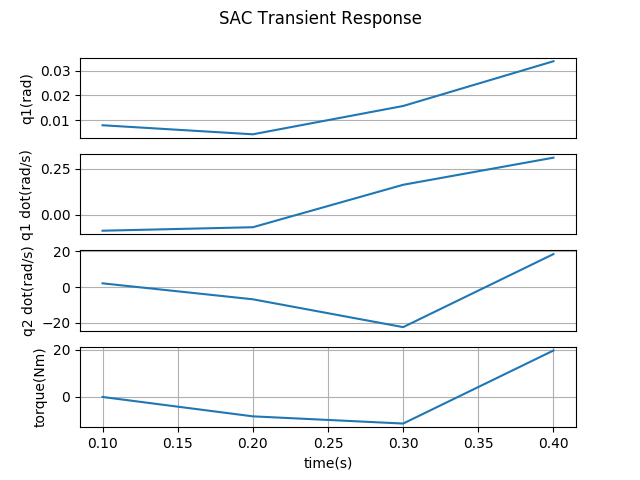 SAC Transient Response
q1(rad)
0.03
0.02
0.01
q1 dot(rad/s)
0.25
0.00
q2 dot(rad/s)
20
0
−20
torque(Nm)
20
0
0.10 0.15 0.20 0.25 0.30 0.35 0.40
time(s)